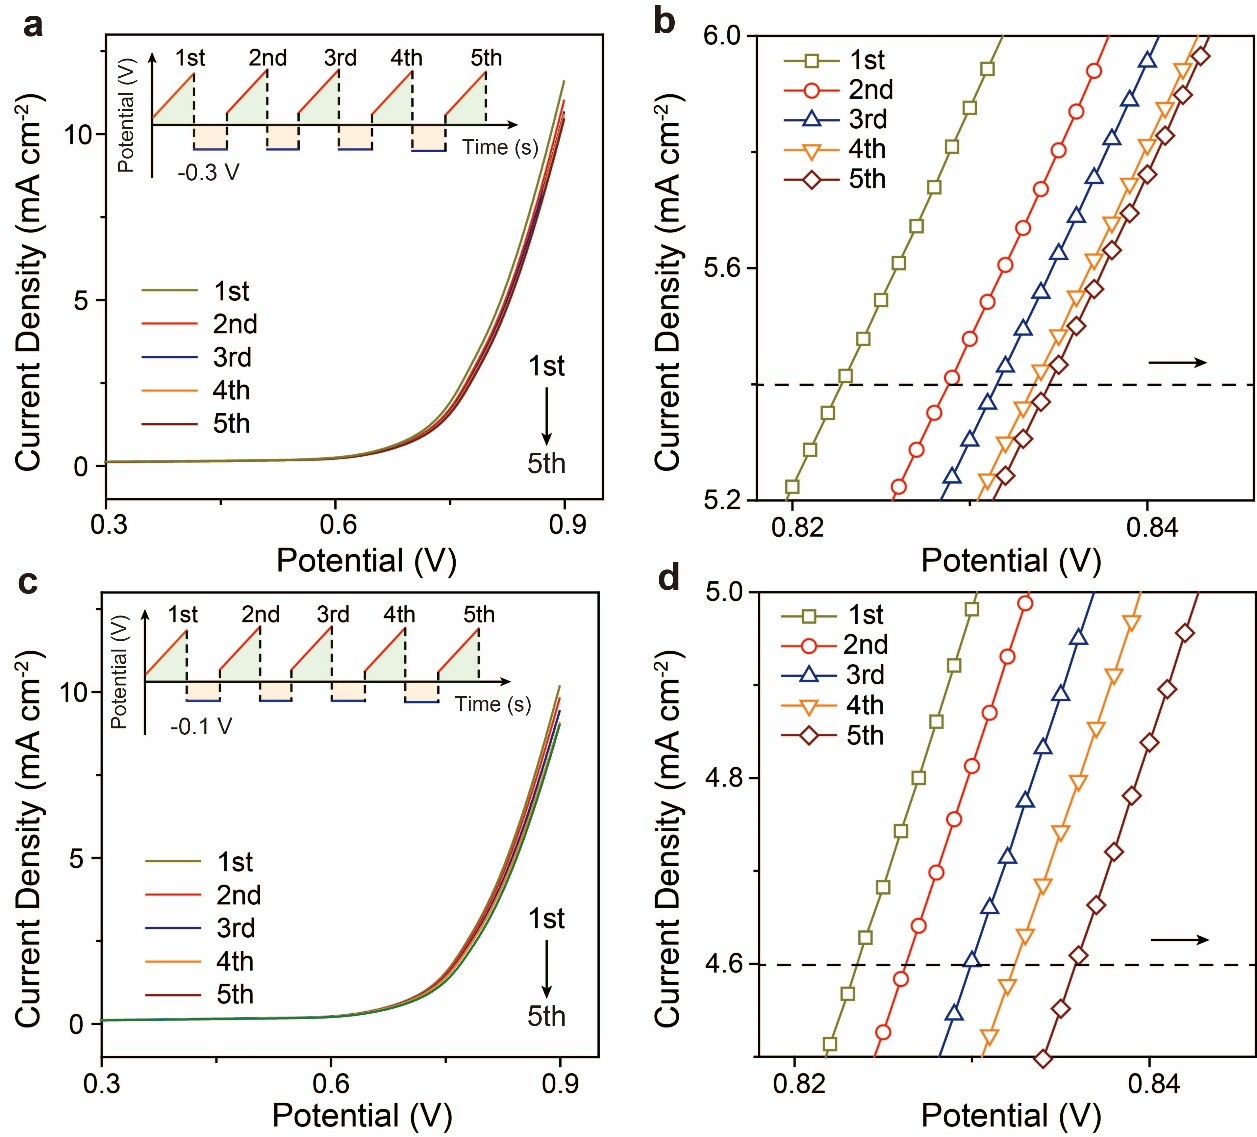 a
Current Density (mA cm-2)
10
5
0
Potential (V)
1st 2nd 3rd 4th 5th
Time (s)
-0.3 V
1st
2nd
3rd
4th
5th
1st
5th
0.3 0.6 0.9
Potential (V)
b
Current Density (mA cm-2)
6.0
5.6
5.2
1st
2nd
3rd
4th
5th
0.82 0.84
Potential (V)
c
Current Density (mA cm-2)
10
5
0
Potential (V)
1st 2nd 3rd 4th 5th
Time (s)
-0.1 V
1st
2nd
3rd
4th
5th
1st
5th
0.3 0.6 0.9
Potential (V)
d
Current Density (mA cm-2)
5.0
4.8
4.6
1st
2nd
3rd
4th
5th
0.82 0.84
Potential (V)